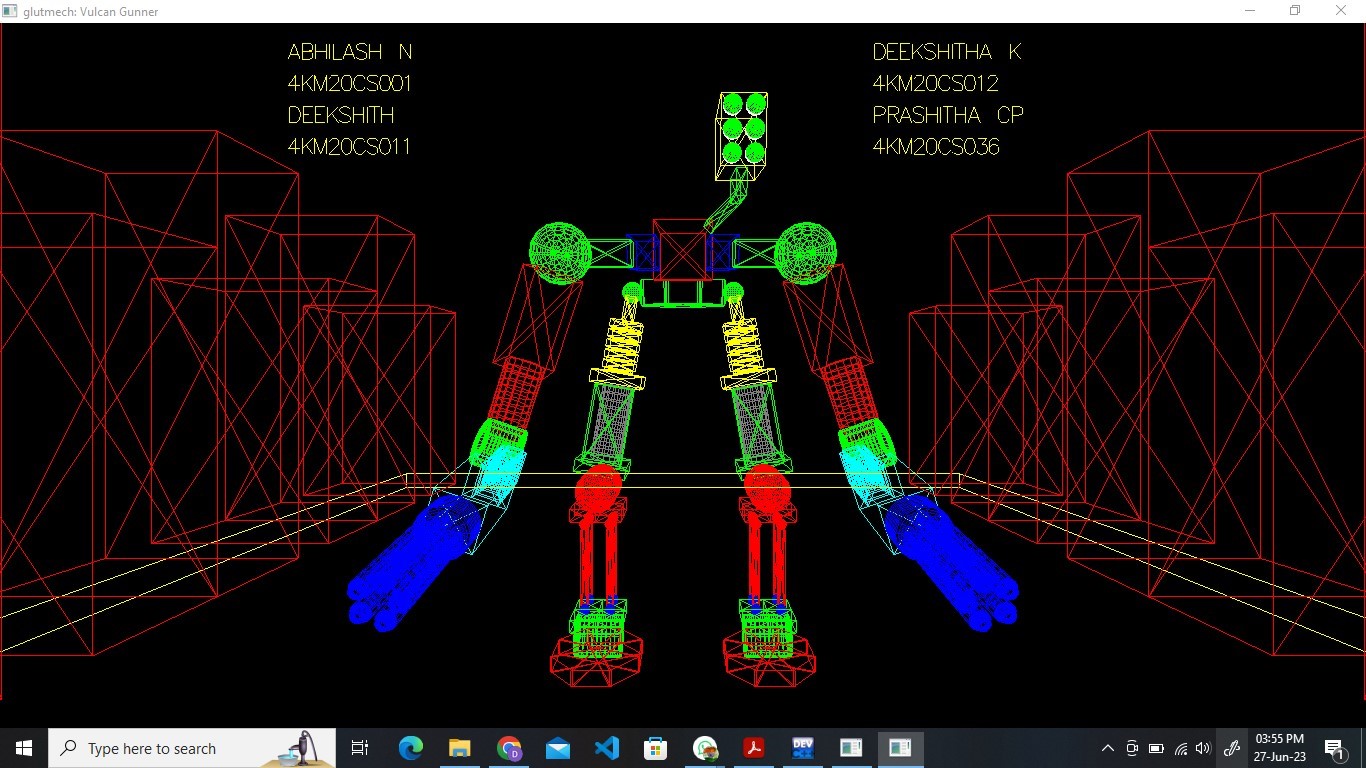 glutmech: Vulcan Gunner
ABHILASH N
4KM20CS001
DEEKSHITH
4KM20CS011
DEEKSHITHA K
4KM20CS012
PRASHITHA CP
4KM20CS036
Type here to search
DEV
03:55 PM
27-Jun-23
1